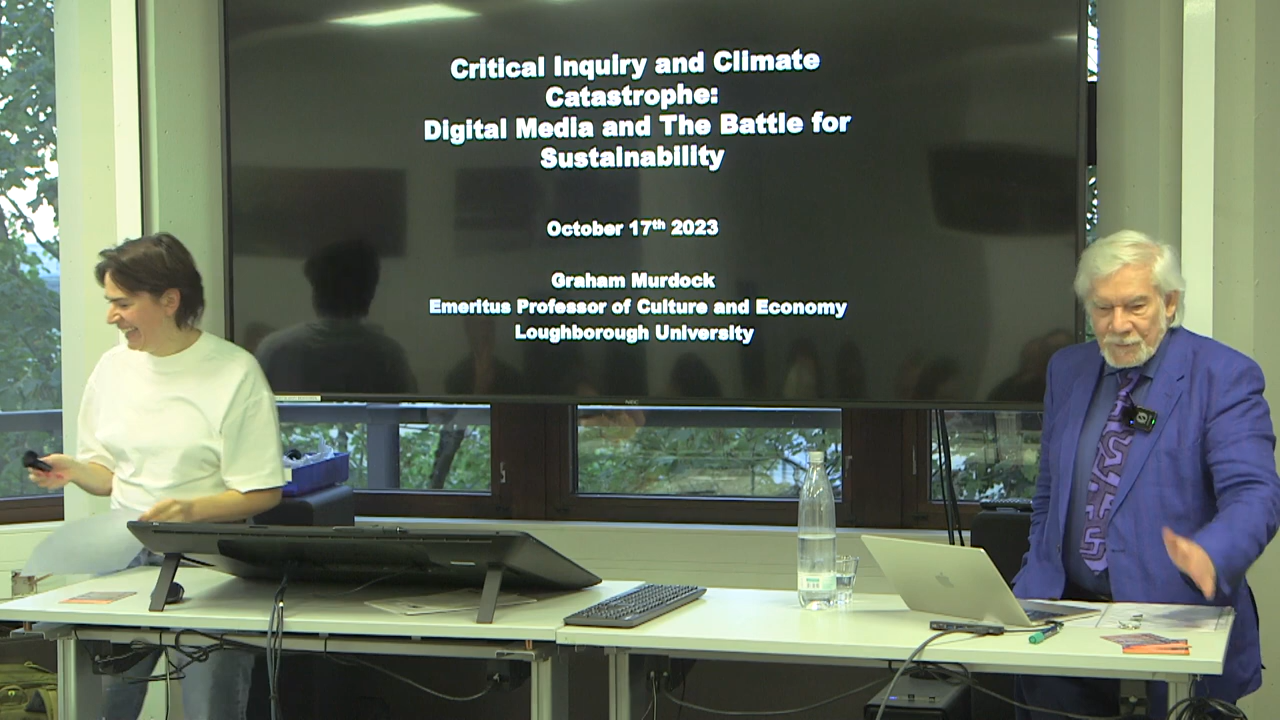 Critical Inquiry and Climate
Catastrophe:
Digital Media and The Battle for
Sustainability
October 17th 2023
Graham Murdock
Emeritus Professor of Culture and Economy
Loughborough University
NEC